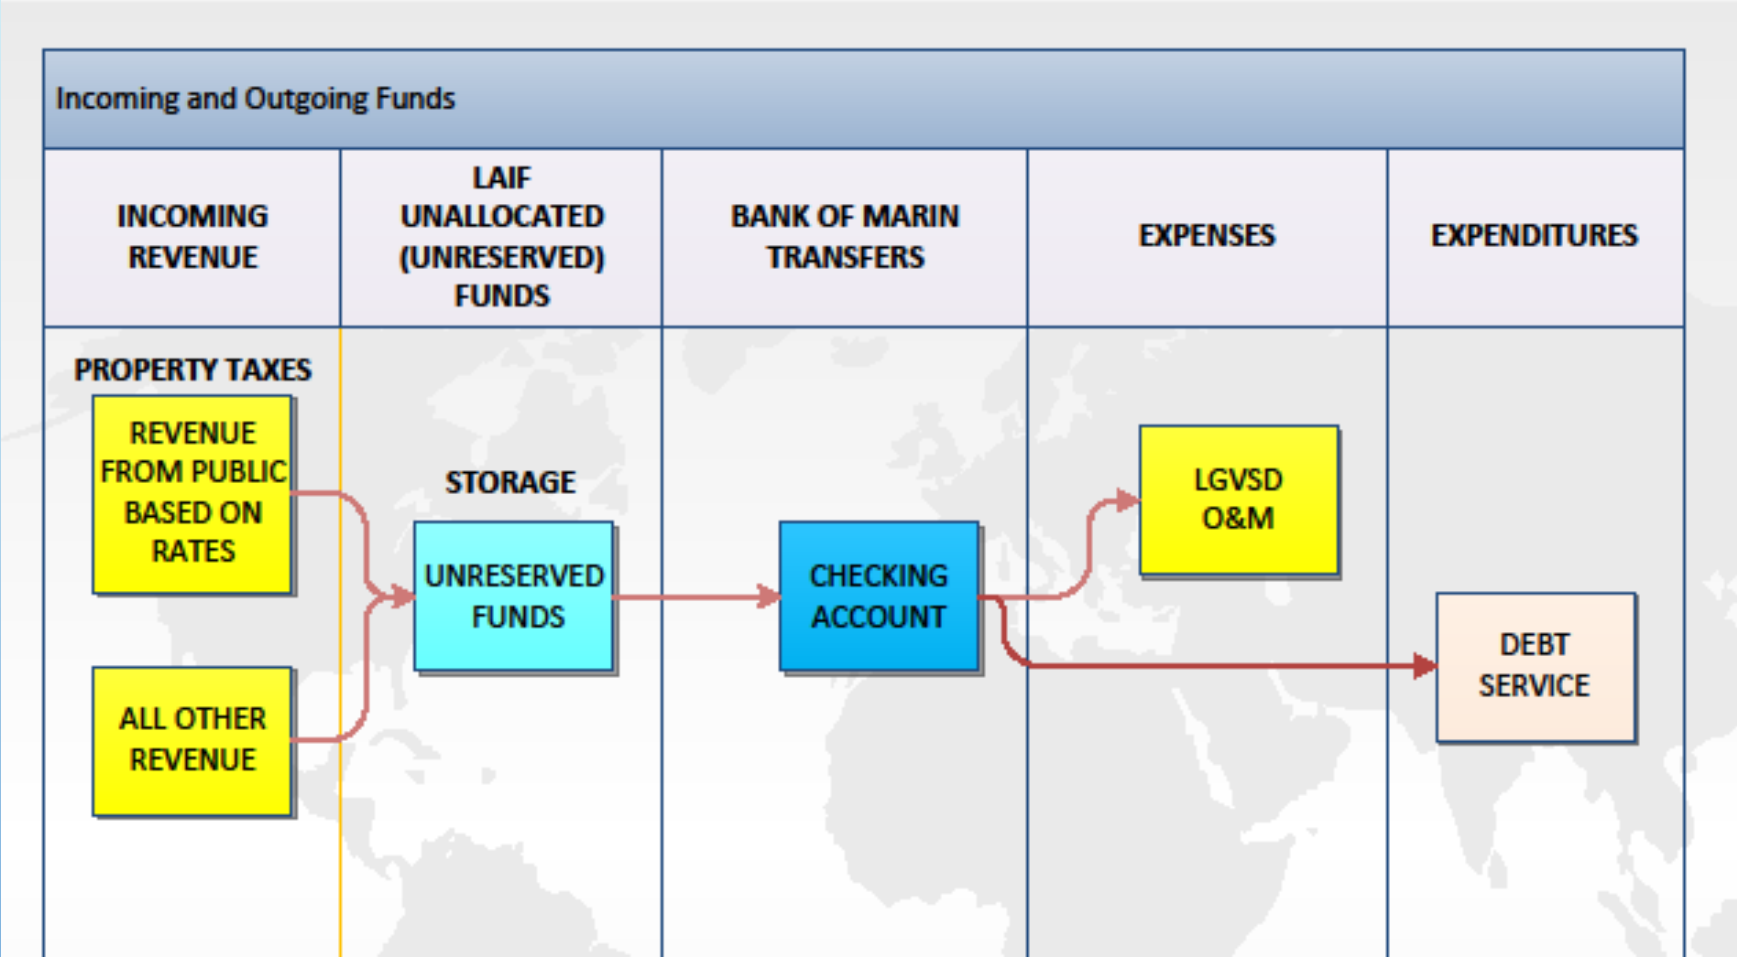 Incoming and Outgoing Funds
INCOMING
REVENUE
LAIF
UNALLOCATED
(UNRESERVED)
FUNDS
BANK OF MARIN
TRANSFERS
EXPENSES
EXPENDITURES
PROPERTY TAXES
REVENUE
FROM PUBLIC
BASED ON
RATES
ALL OTHER
REVENUE
STORAGE
UNRESERVED
FUNDS
CHECKING
ACCOUNT
LGVSD
O&M
DEBT
SERVICE